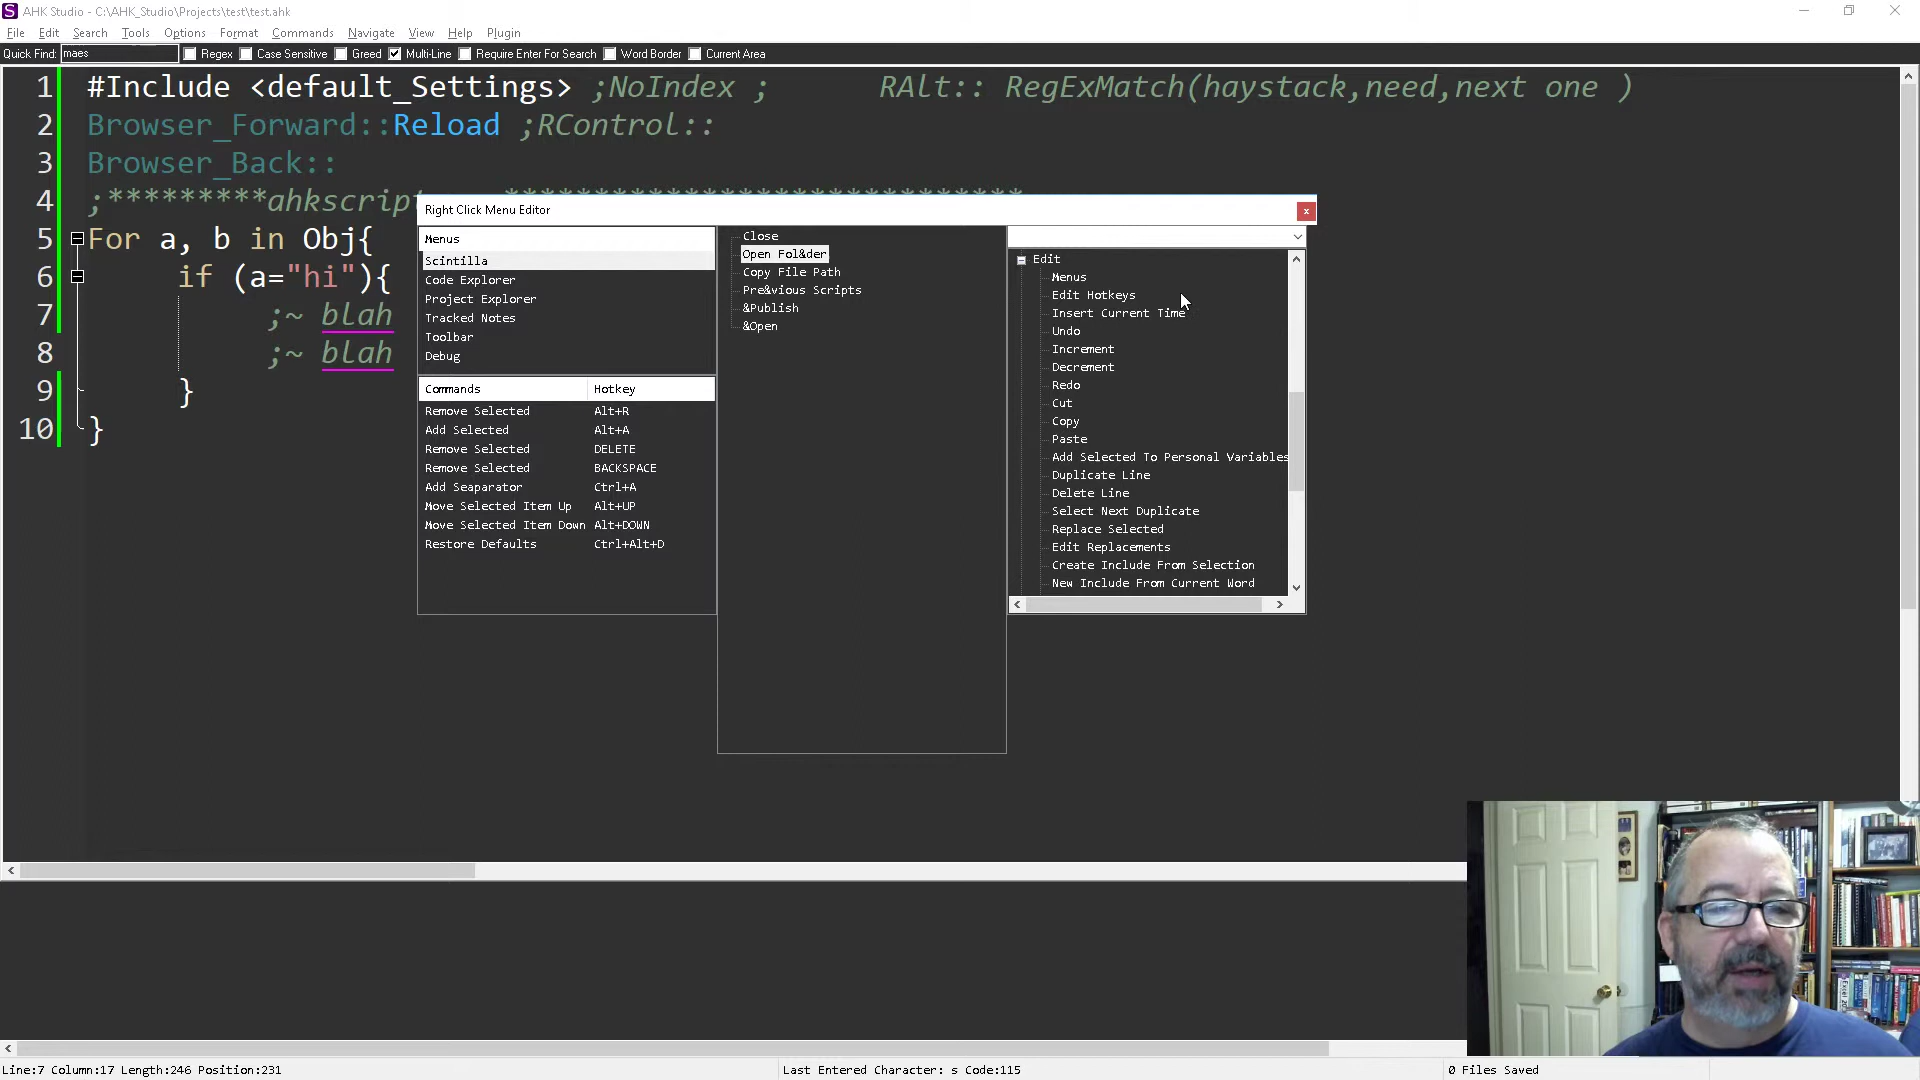 AHK Studio - C:\AHK_Studio\Projects\test\test.ahk
File Edit Search Tools Options Format Commands Navigate View Help Plugin
Quick Find: maes Regex Case Sensitive Greed Multi-Line Require Enter For Search Word Border Current Area
1 #Include <default_Settings> ;NoIndex ; RAlt:: RegExMatch(haystack,need,next one )
2 Browser_Forward::Reload ;RControl::
3 Browser_Back::
4 ;*********ahkscript
5 For a, b in Obj{
6 if (a="hi"){
7 ;~ blah
8 ;~ blah
9 }
10 }
Right Click Menu Editor
Menus
Scintilla
Code Explorer
Project Explorer
Tracked Notes
Toolbar
Debug
Commands Hotkey
Remove Selected Alt+R
Add Selected Alt+A
Remove Selected DELETE
Remove Selected BACKSPACE
Add Seaparator Ctrl+A
Move Selected Item Up Alt+UP
Move Selected Item Down Alt+DOWN
Restore Defaults Ctrl+Alt+D
Close
Open Fol&der
Copy File Path
Pre&vious Scripts
&Publish
&Open
Edit
Menus
Edit Hotkeys
Insert Current Time
Undo
Increment
Decrement
Redo
Cut
Copy
Paste
Add Selected To Personal Variables
Duplicate Line
Delete Line
Select Next Duplicate
Replace Selected
Edit Replacements
Create Include From Selection
New Include From Current Word
Line:7 Column:17 Length:246 Position:231 Last Entered Character: s Code:115 0 Files Saved